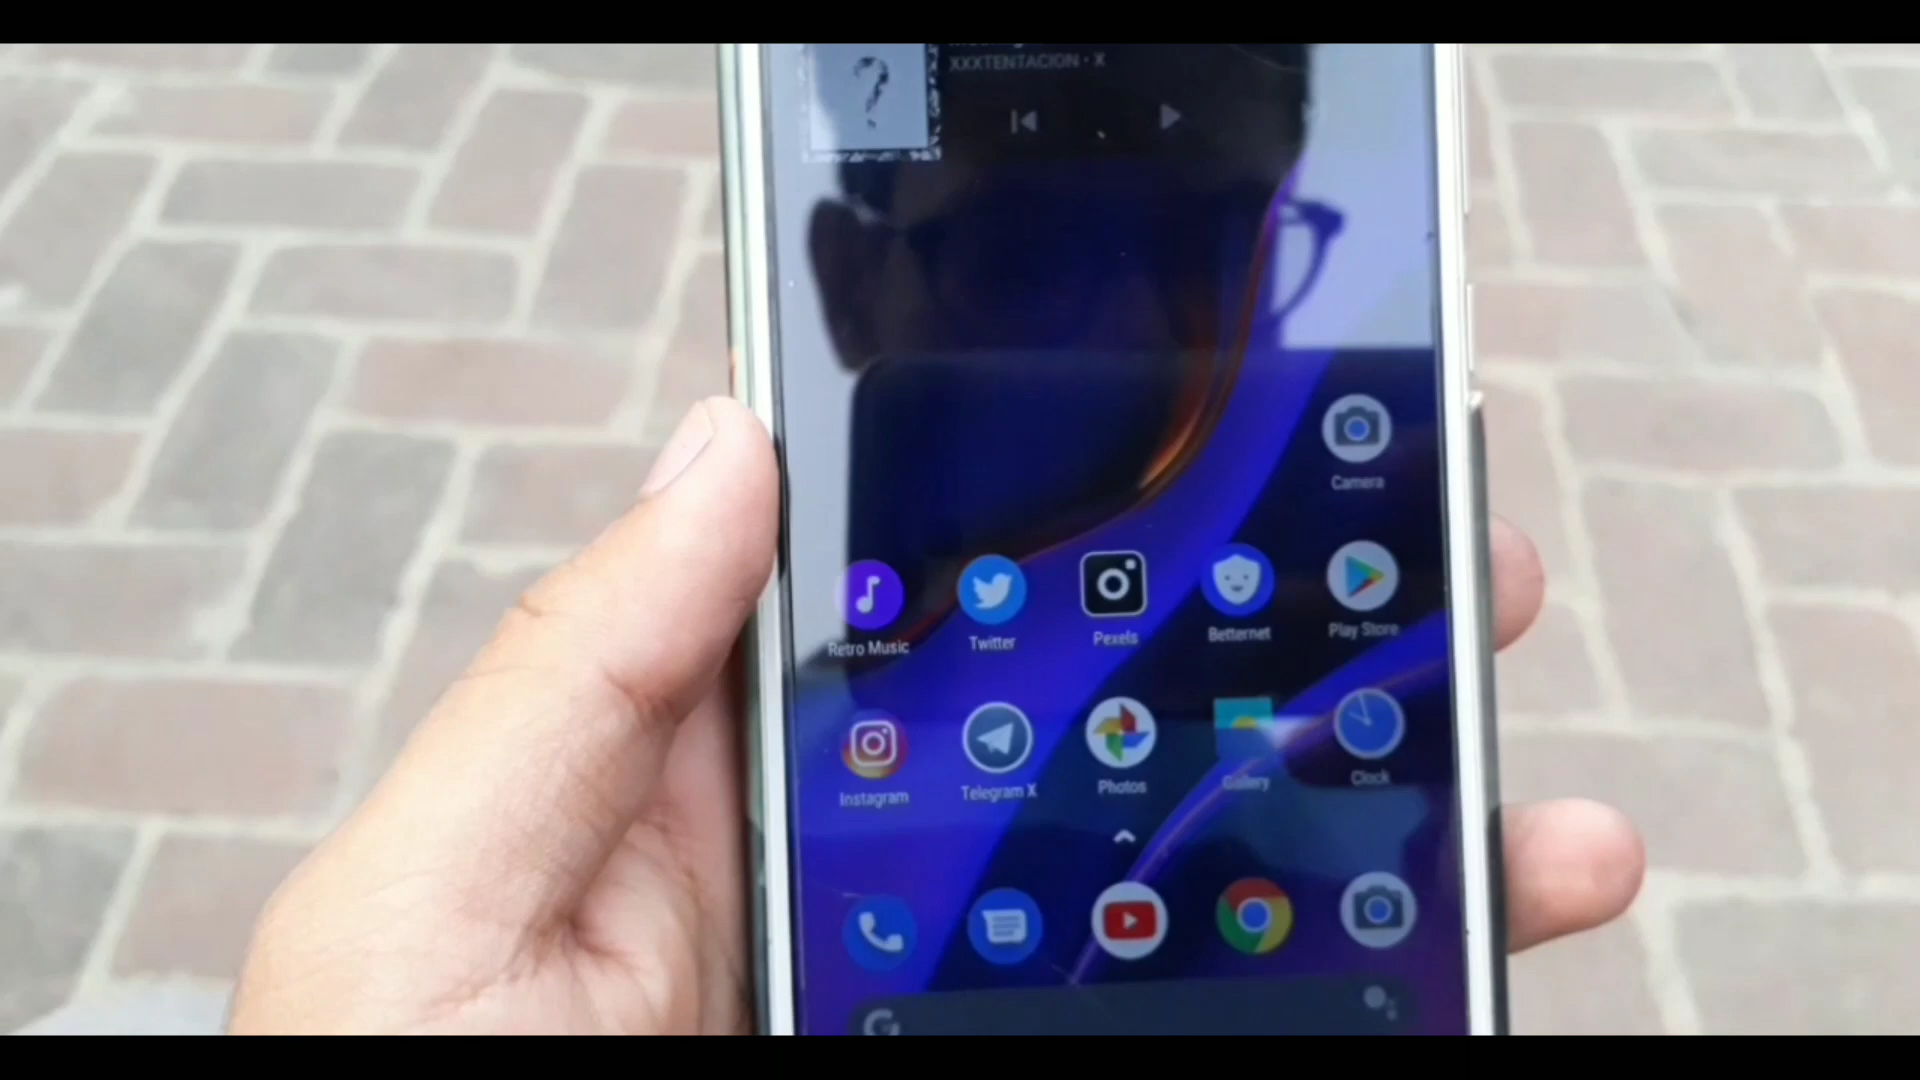 XXXTENTACION • X
?
Camera
Retro Music
Twitter
Pexels
Betternet
Play Store
Instagram
Telegram X
Photos
Gallery
Clock
G